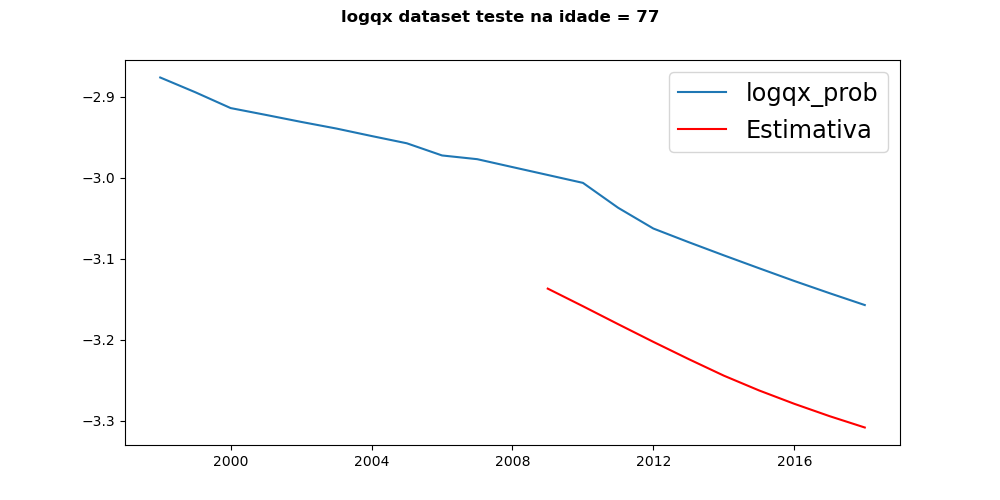 logqx dataset teste na idade = 77
logqx_prob
Estimativa
−2.9
−3.0
−3.1
−3.2
−3.3
2000 2004 2008 2012 2016